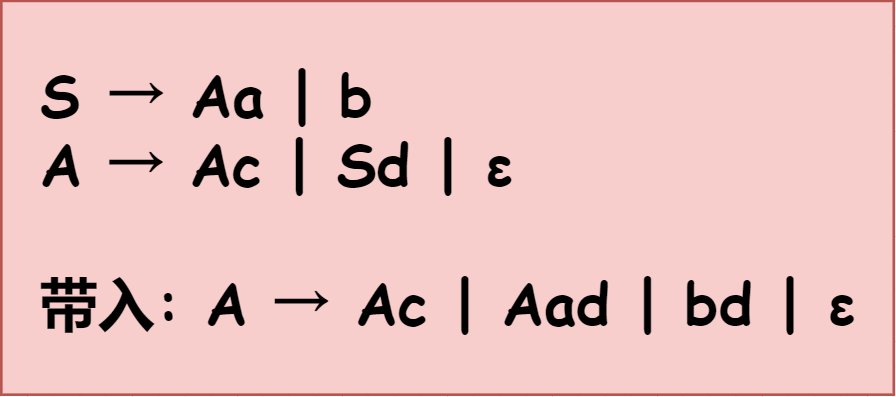 S → Aa | b
A → Ac | Sd | ε
带入: A → Ac | Aad | bd | ε